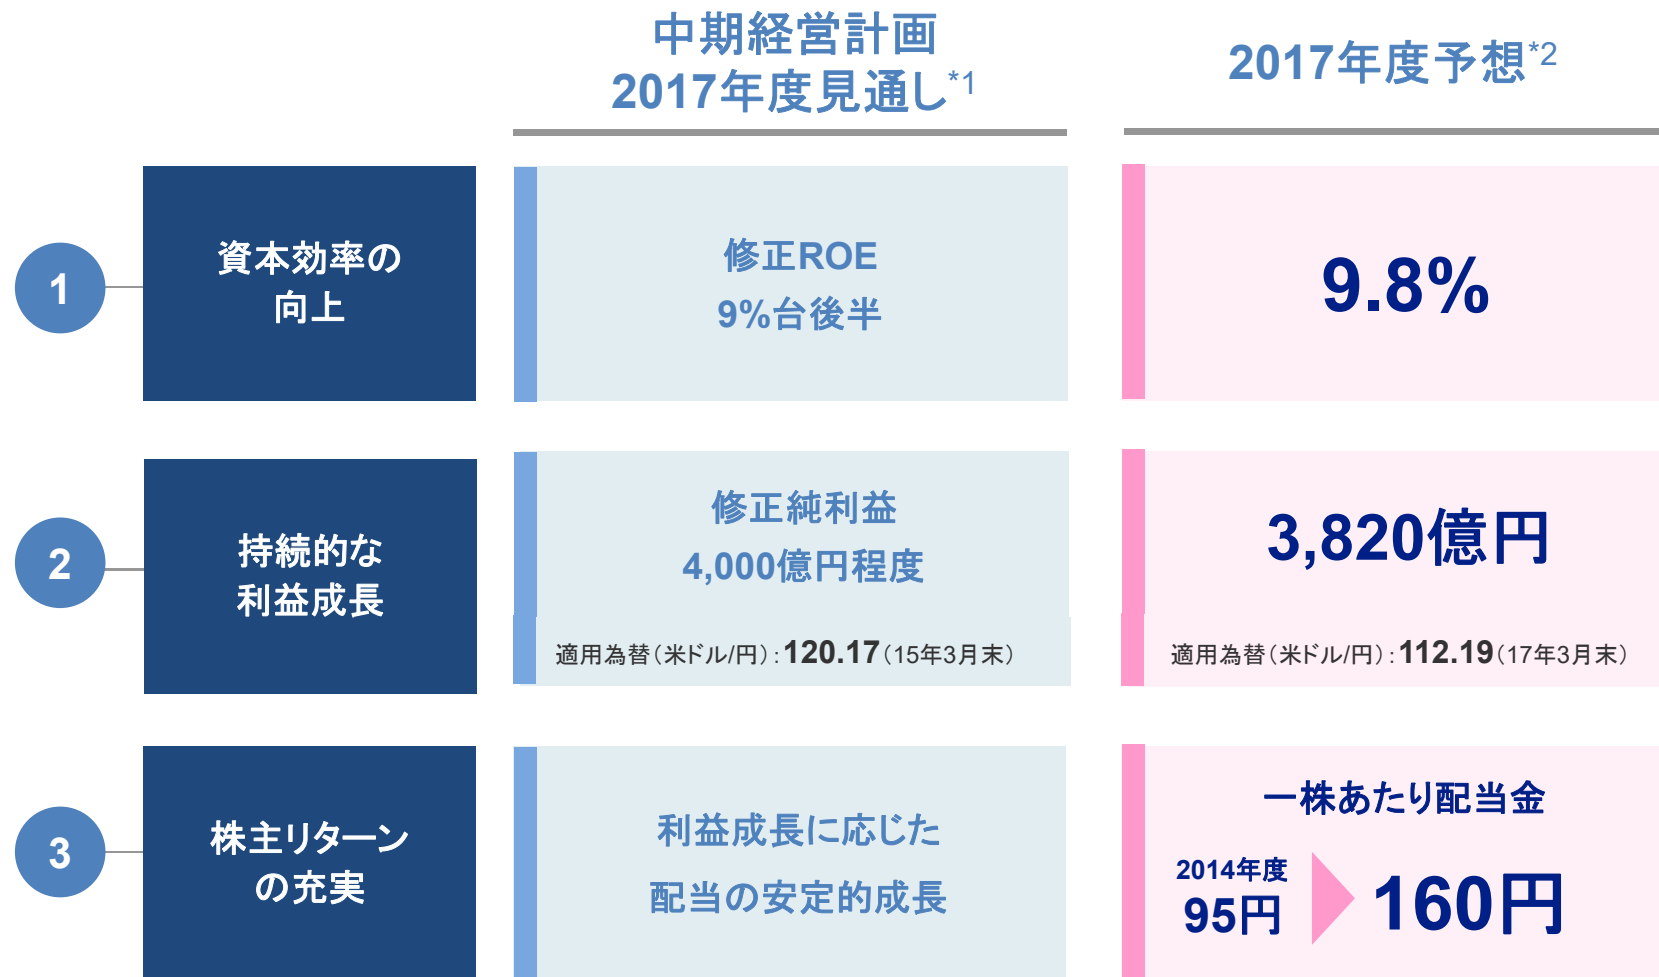 中期経営計画
2017年度見通し*1
2017年度予想*2
1
資本効率の
向上
修正ROE
9%台後半
9.8%
2
持続的な
利益成長
修正純利益
4,000億円程度
適用為替(米ドル/円):120.17(15年3月末)
3,820億円
適用為替(米ドル/円):112.19(17年3月末)
3
株主リターン
の充実
利益成長に応じた
配当の安定的成長
一株あたり配当金
2014年度
95円
160円